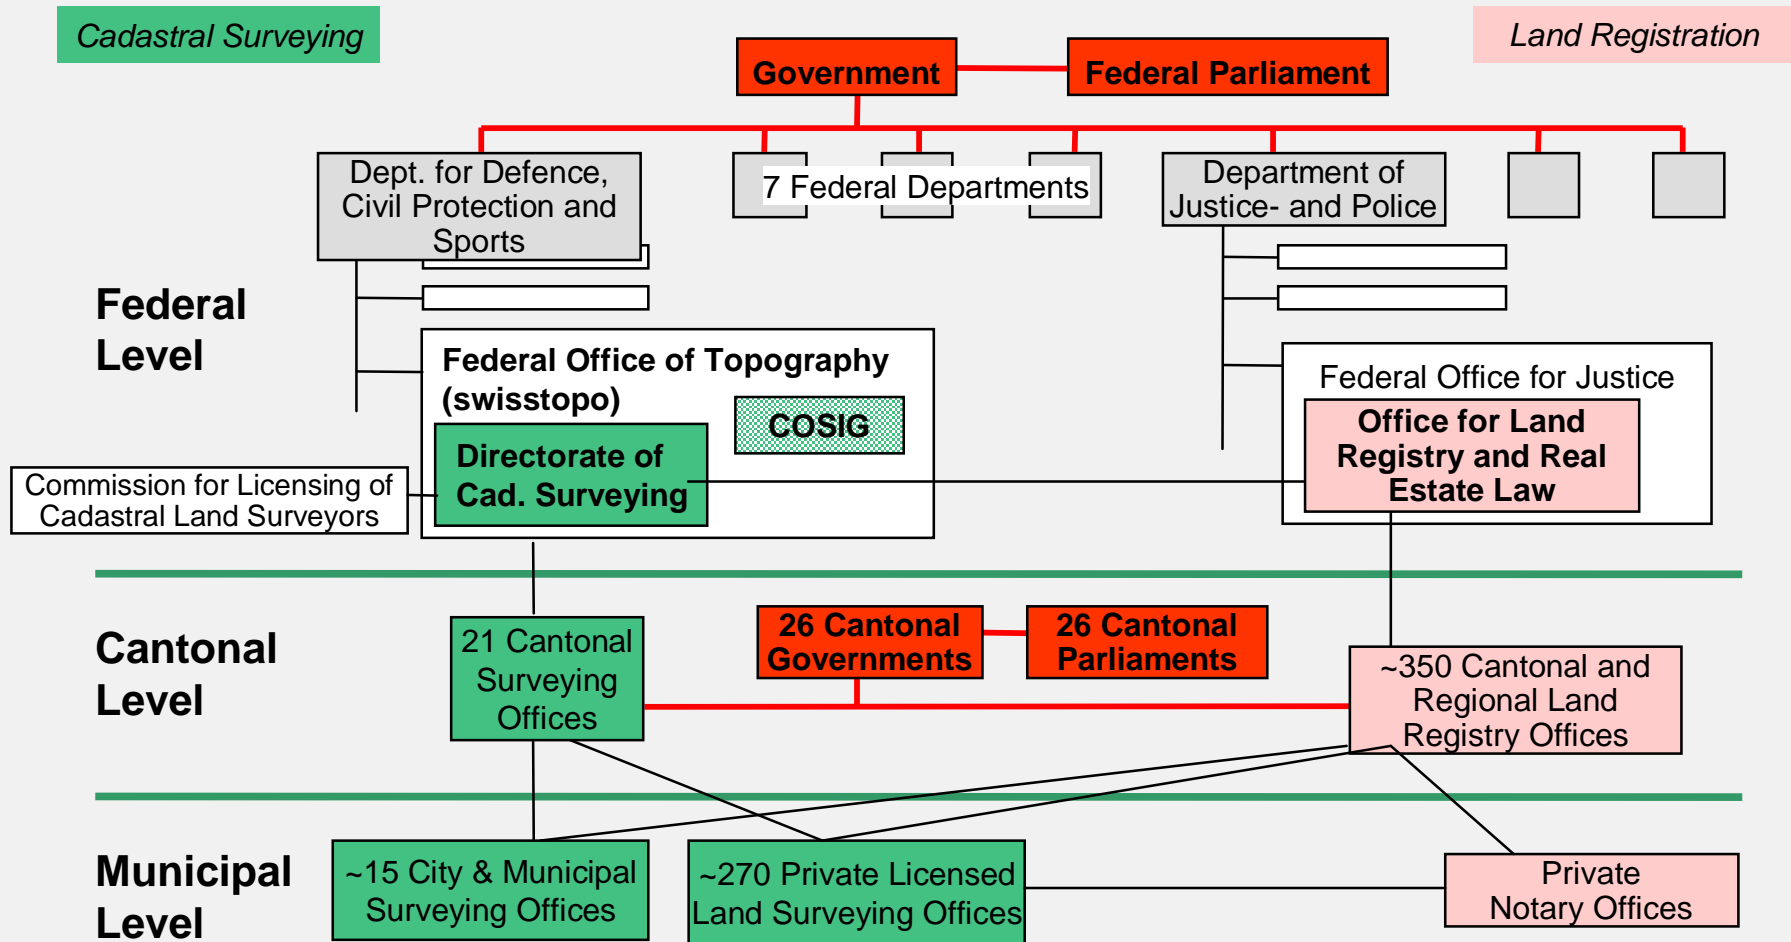 Cadastral Surveying
Land Registration
Government
Federal Parliament
Dept. for Defence,
Civil Protection and
Sports
7 Federal Departments
Department of
Justice- and Police
Federal
Level
Federal Office of Topography
(swisstopo)
COSIG
Directorate of
Cad. Surveying
Commission for Licensing of
Cadastral Land Surveyors
Federal Office for Justice
Office for Land
Registry and Real
Estate Law
Cantonal
Level
21 Cantonal
Surveying
Offices
26 Cantonal
Governments
26 Cantonal
Parliaments
~350 Cantonal and
Regional Land
Registry Offices
Municipal
Level
~15 City & Municipal
Surveying Offices
~270 Private Licensed
Land Surveying Offices
Private
Notary Offices